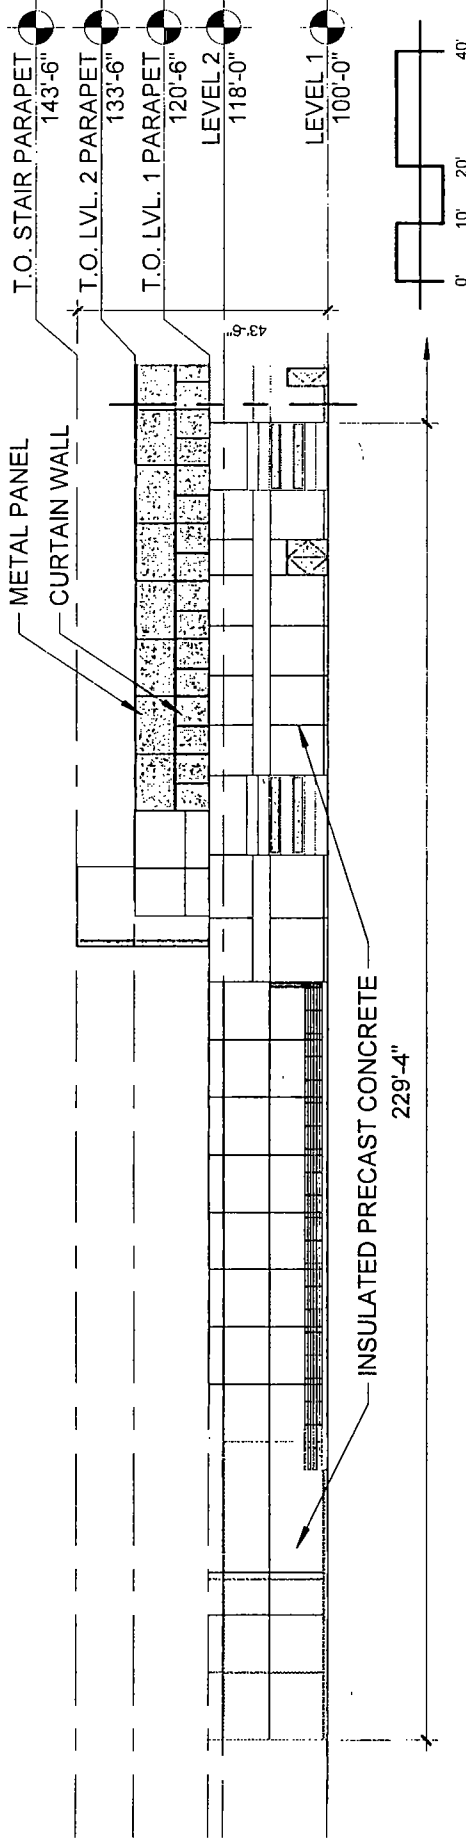 T.O. STAIR PARAPET
143'-6"
T.O. LVL. 2 PARAPET
133'-6"
T.O. LVL. 1 PARAPET
120'-6"
LEVEL 2
118'-0"
LEVEL 1
100'-0"
METAL PANEL
CURTAIN WALL
43'-6"
INSULATED PRECAST CONCRETE
229'-4"
0' 10' 20' 40'